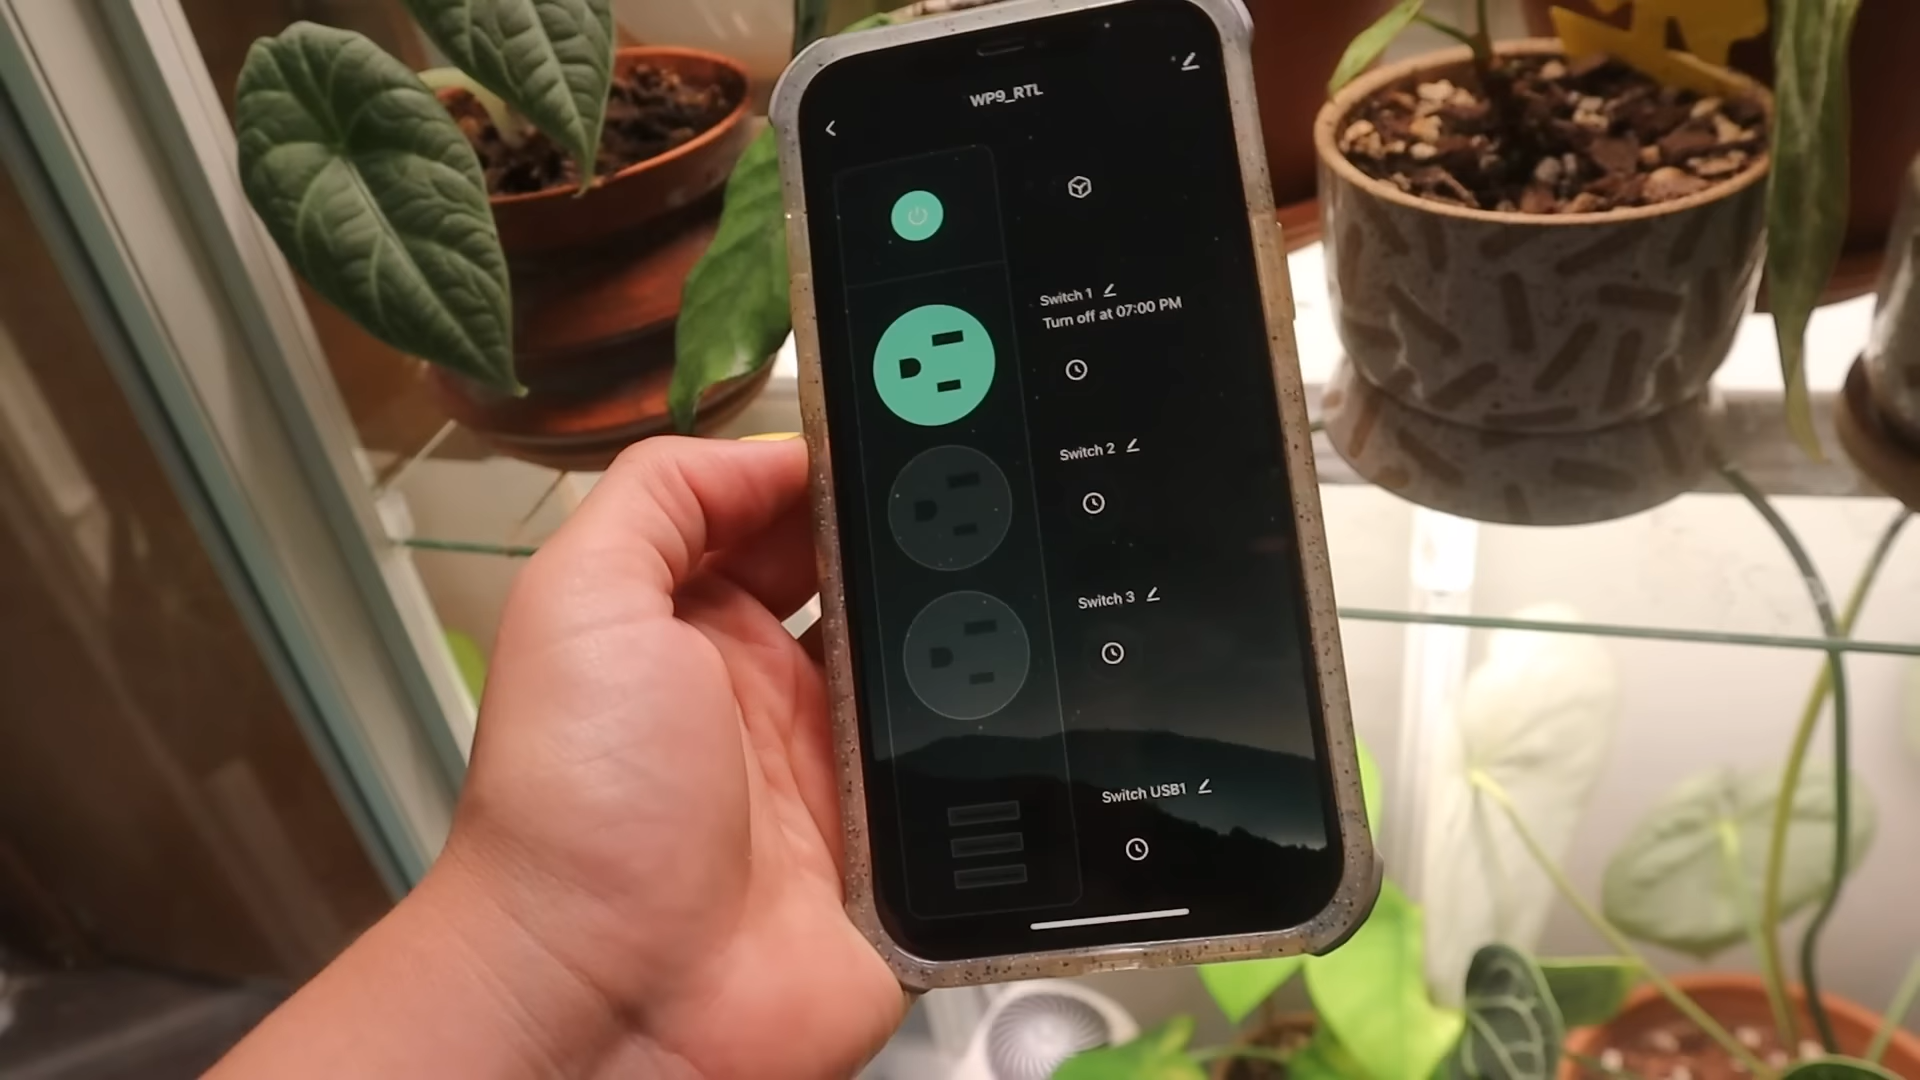 WP9_RTL
Switch 1
Turn off at 07:00 PM
Switch 2
Switch 3
Switch USB1